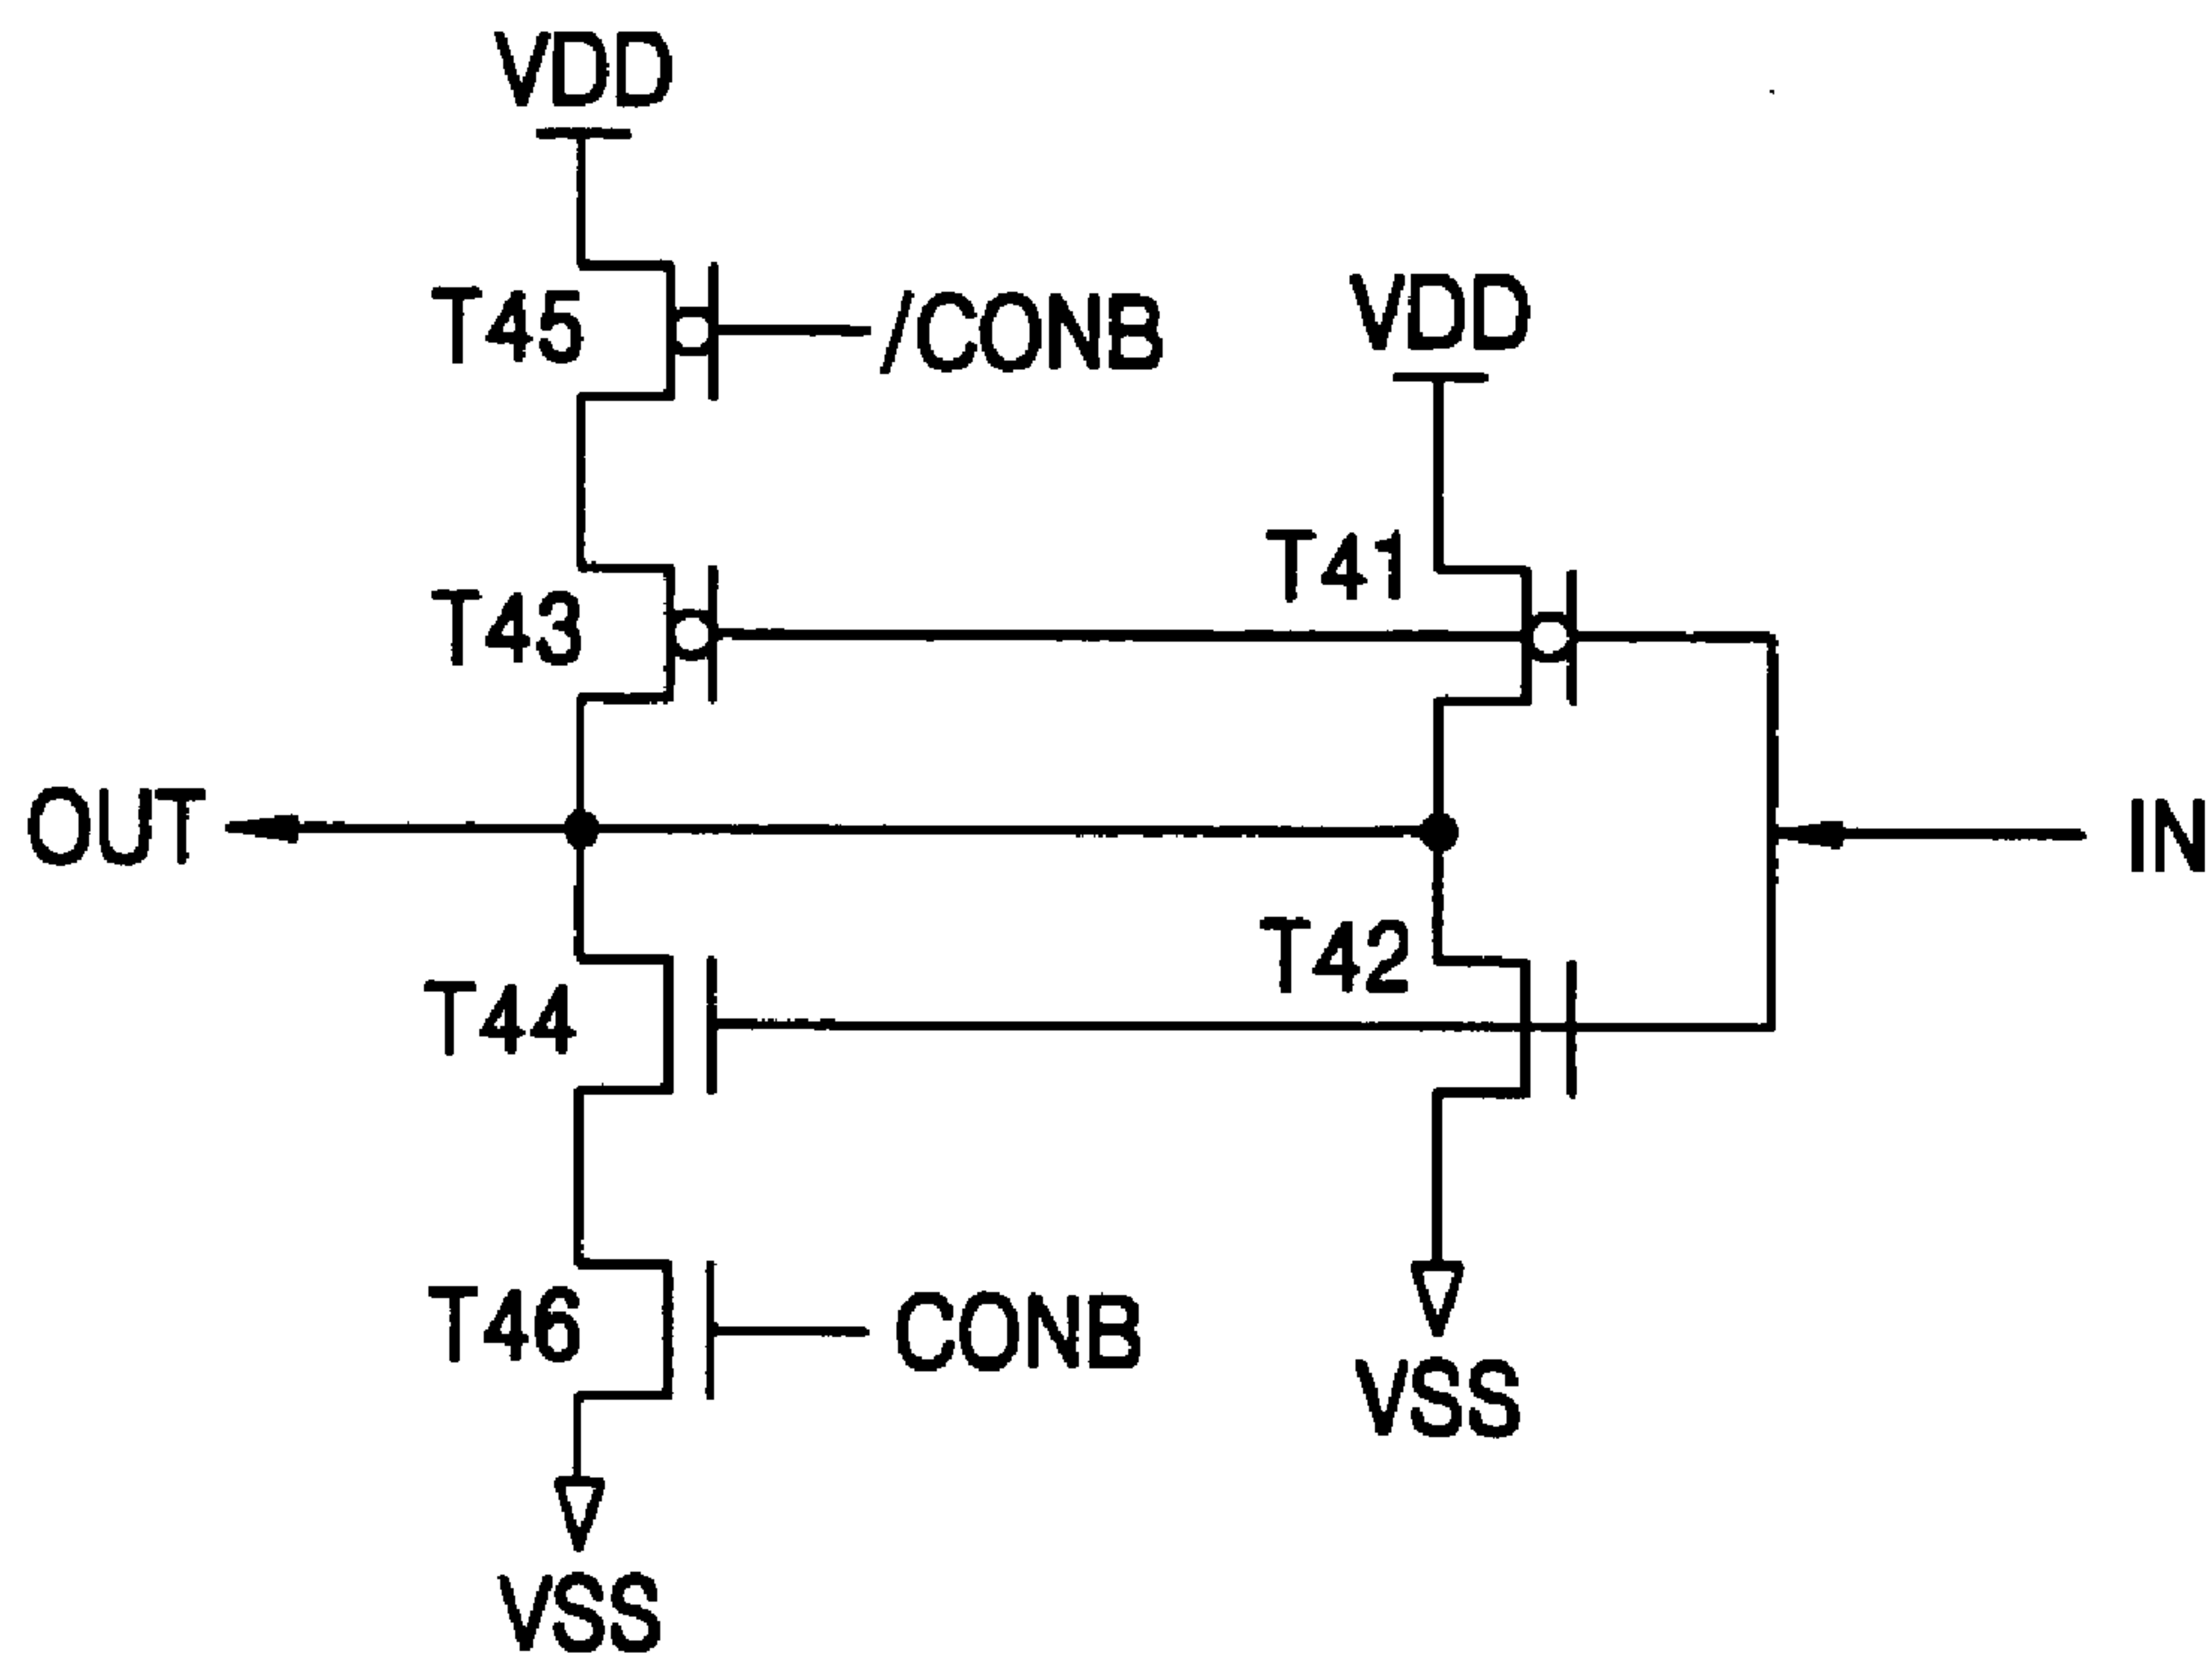 VDD
T45
/CONB
VDD
T41
T43
OUT
IN
T42
T44
T46
CONB
VSS
VSS